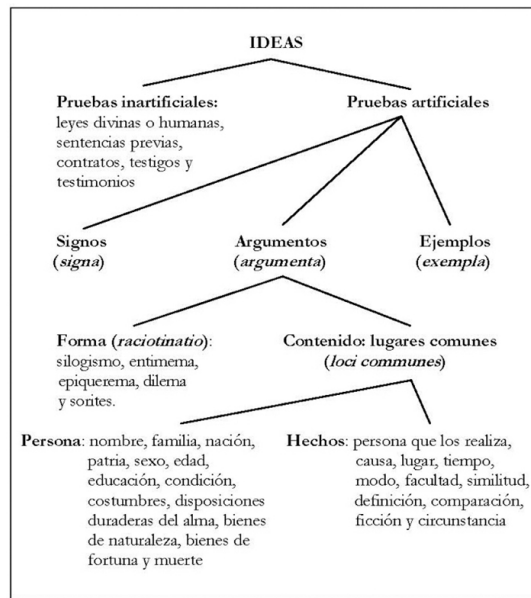 IDEAS
Pruebas inartificiales:
leyes divinas o humanas,
sentencias previas,
contratos, testigos y
testimonios
Pruebas artificiales
Signos
(signa)
Argumentos
(argumenta)
Ejemplos
(exempla)
Forma (raciotinatio):
silogismo, entimema,
epiquerema, dilema
y sorites.
Contenido: lugares comunes
(loci communes)
Persona: nombre, familia, nación,
patria, sexo, edad,
educación, condición,
costumbres, disposiciones
duraderas del alma, bienes
de naturaleza, bienes de
fortuna y muerte
Hechos: persona que los realiza,
causa, lugar, tiempo,
modo, facultad, similitud,
definición, comparación,
ficción y circunstancia